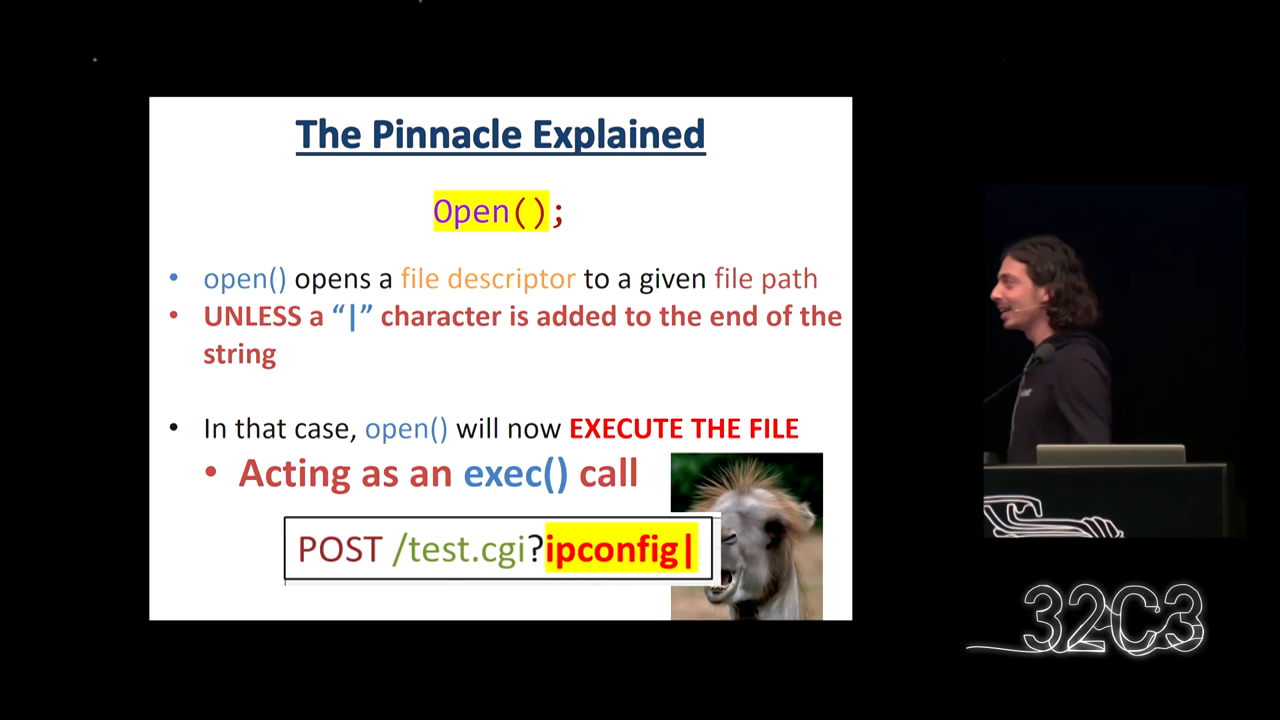 The Pinnacle Explained
Open();
• open() opens a file descriptor to a given file path
• UNLESS a “|” character is added to the end of the
string
• In that case, open() will now EXECUTE THE FILE
• Acting as an exec() call
POST /test.cgi?ipconfig|
32C3